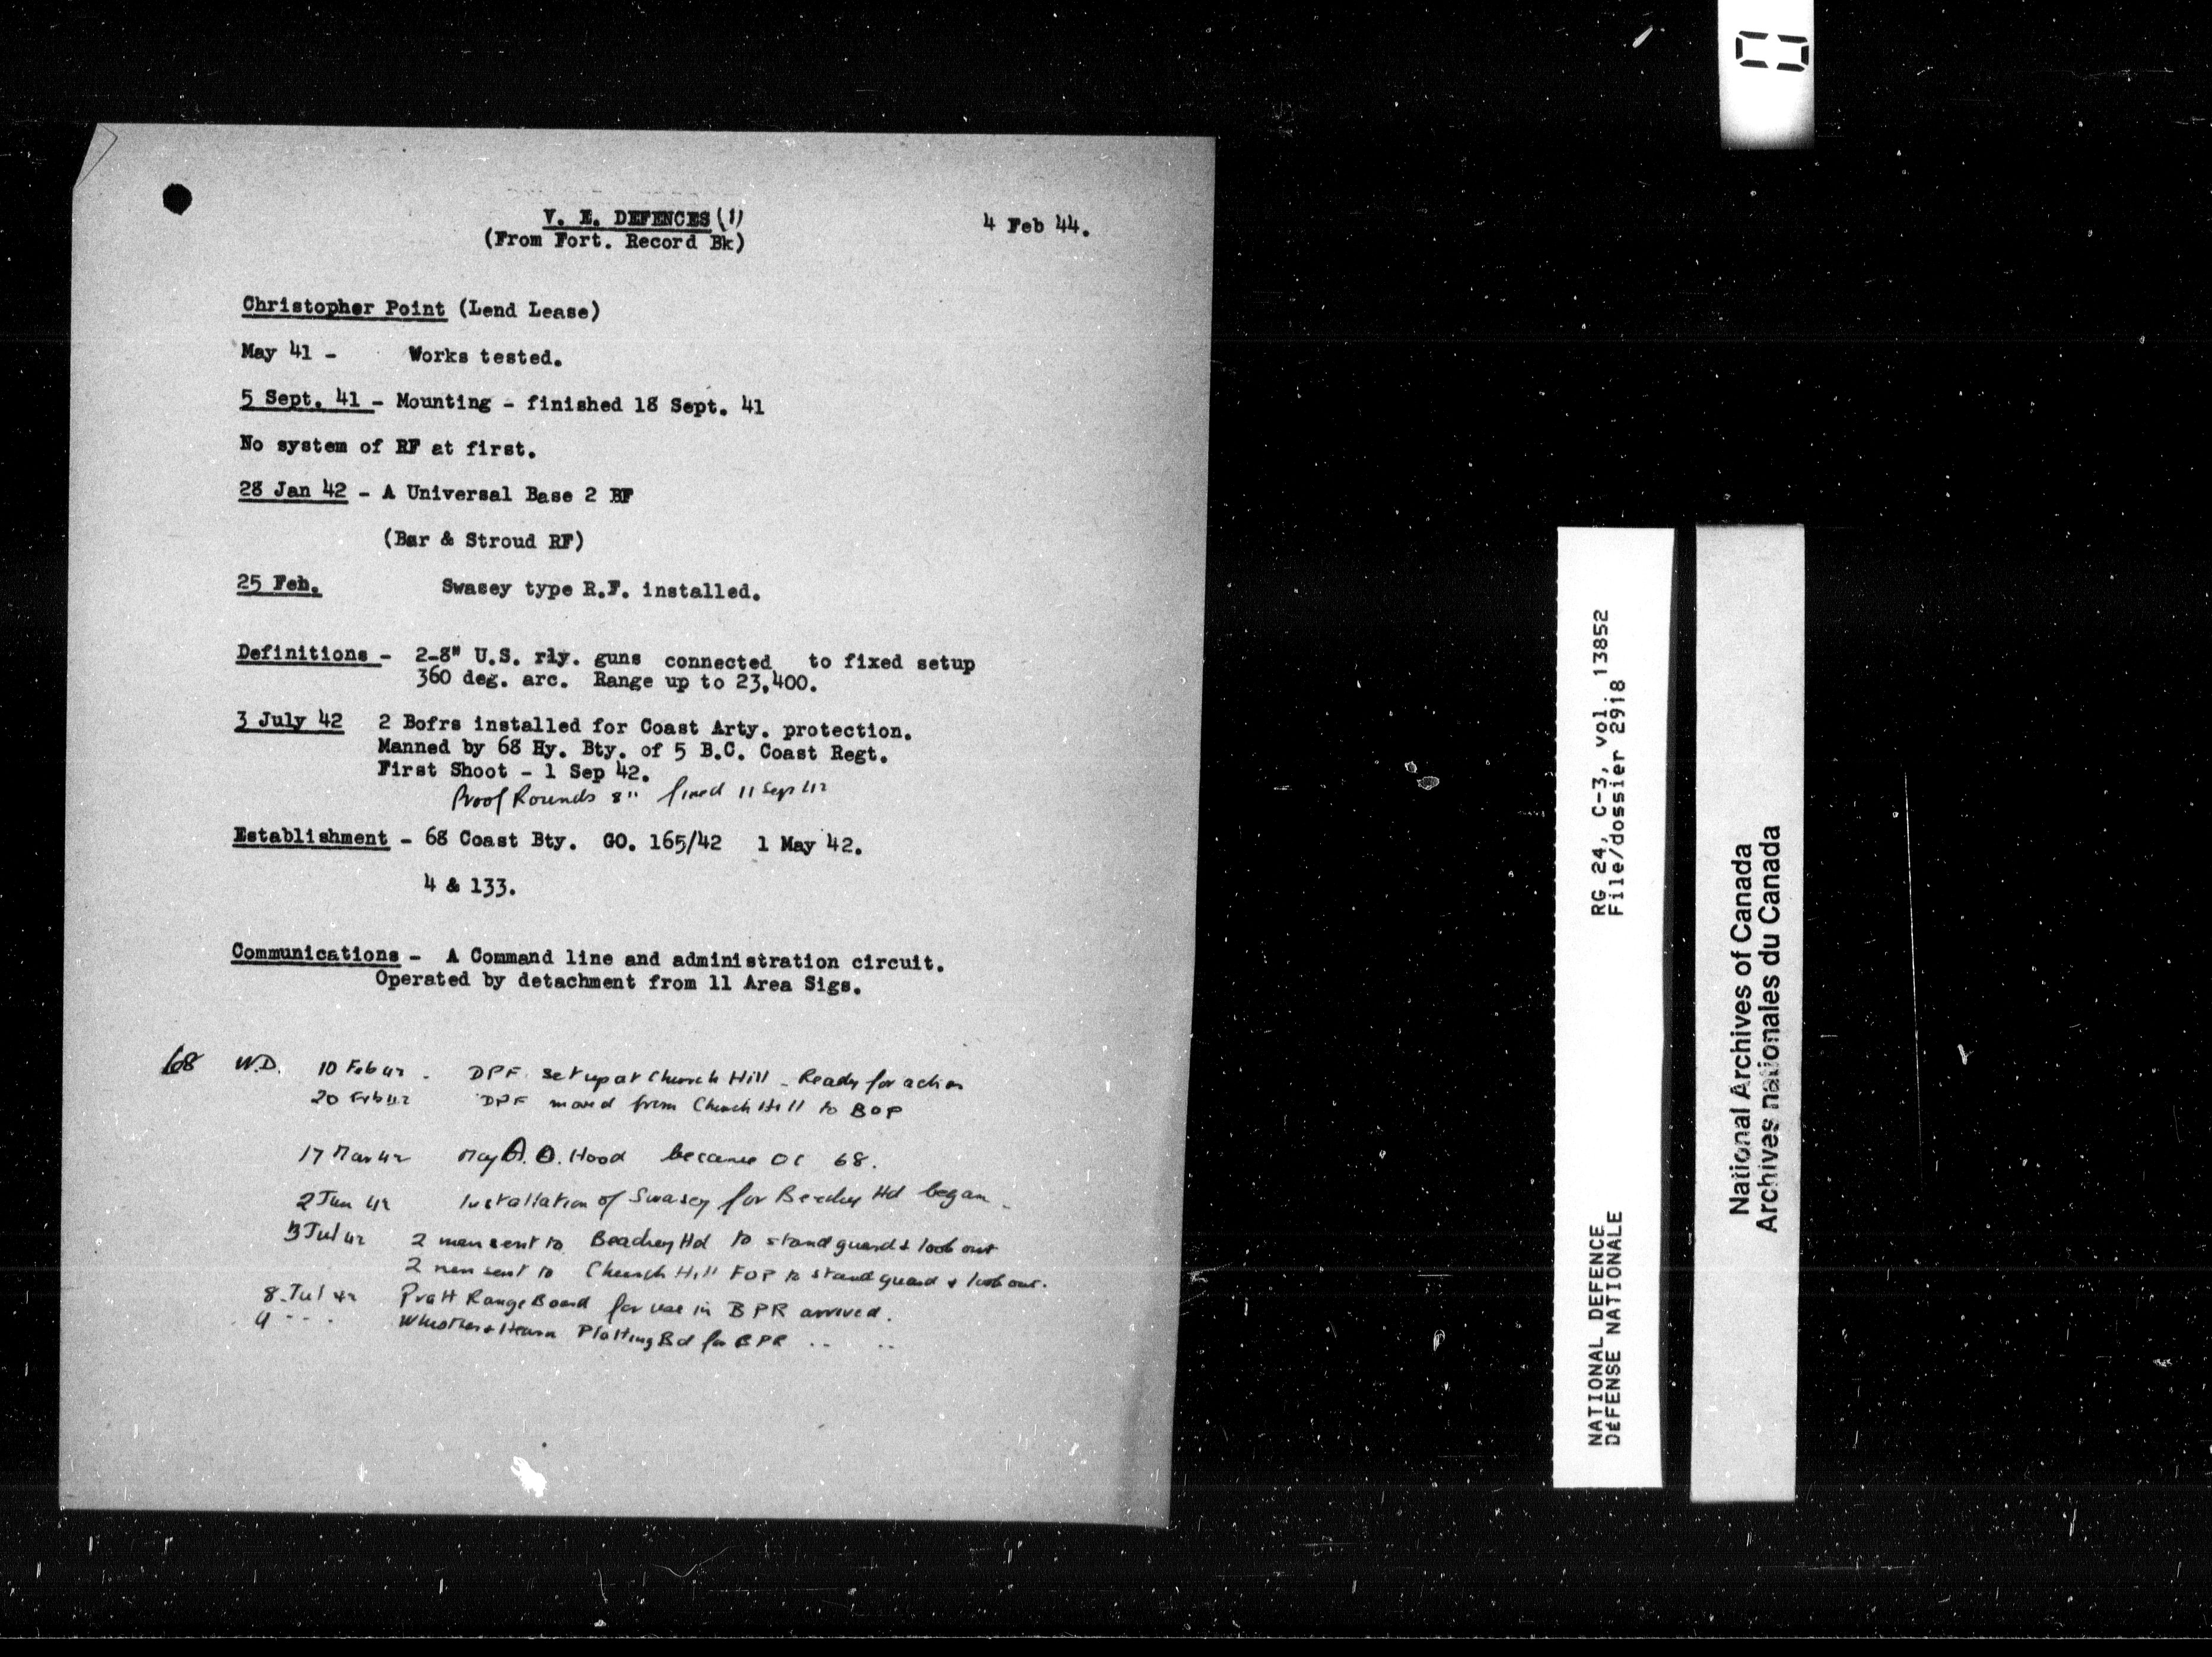 V. E. DEFENCES (1)
4 Feb 44.
(From Fort. Record Bk)
Christopher Point (Lend Lease)
May 41 - Works tested.
5 Sept. 41 - Mounting - finished 18 Sept. 41
No system of RF at first.
28 Jan 42 - A Universal Base 2 BF
(Bar & Stroud RF)
25 Feb. Swasey type R.F. installed.
Definitions - 2-8" U.S. rly. guns connected to fixed setup
360 deg. arc. Range up to 23,400.
3 July 42 2 Bofrs installed for Coast Arty. protection.
Manned by 68 Hy. Bty. of 5 B.C. Coast Regt.
First Shoot - 1 Sep 42.
Proof Rounds 8" fired 11 Sep 42
Establishment - 68 Coast Bty. GO. 165/42 1 May 42.
4 & 133.
Communications - A Command line and administration circuit.
Operated by detachment from 11 Area Sigs.
68 W.D. 10 Feb 42 - DPF set up at Church Hill - Ready for action
20 Feb 42 DPF moved from Church Hill to BOP
17 Mar 42 A. O. Hood became OC 68.
2 Jun 42 Installation of Swasey for Beachey Hd began.
3 Jul 42 2 men sent to Beachey Hd to stand guard & look out
2 men sent to Church Hill FOP to stand guard & look out.
8 Jul 42 Pratt Range Board for use in BPR arrived.
9 " " " Whistler & Hearn Plotting Bd for BPR " "
RG 24, C-3, vol. 13852
File/dossier 2918
NATIONAL DEFENCE
DÉFENSE NATIONALE
National Archives of Canada
Archives nationales du Canada